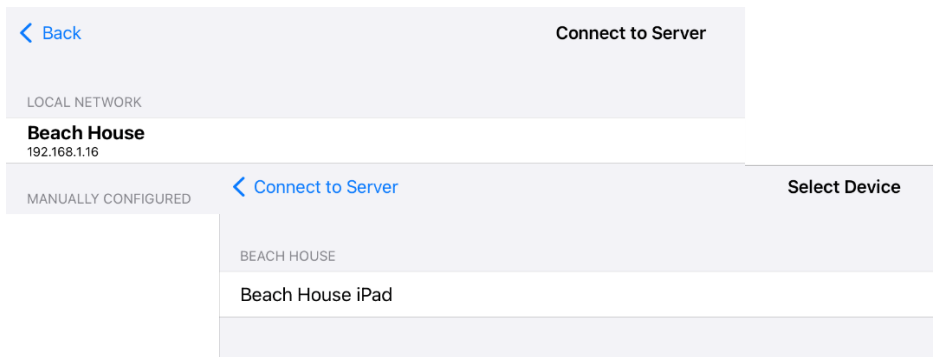 Back
Connect to Server
LOCAL NETWORK
Beach House
192.168.1.16
MANUALLY CONFIGURED
Connect to Server
Select Device
BEACH HOUSE
Beach House iPad